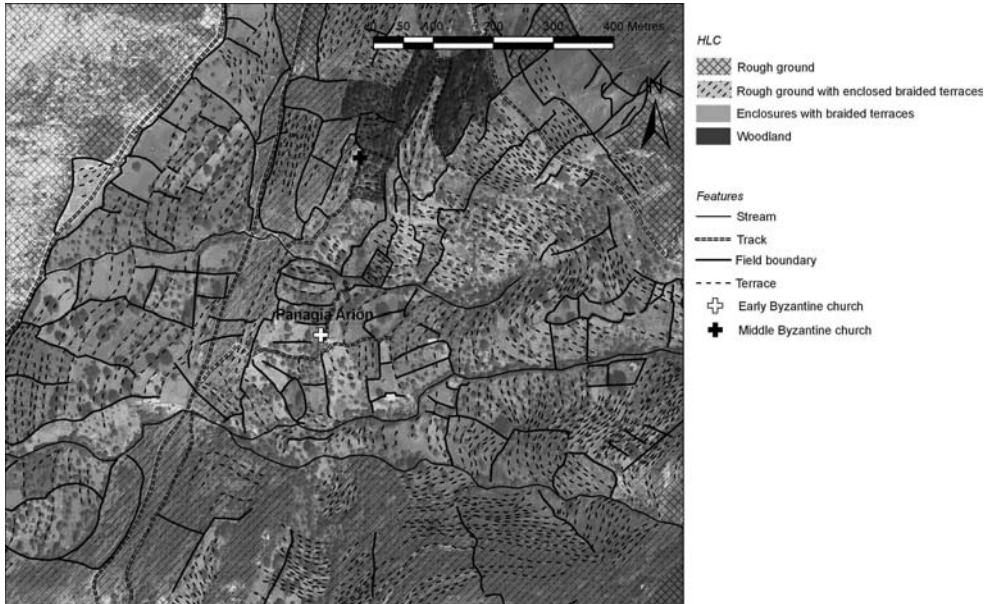 0 50 100 200 300 400 Metres
N
Panagia Arión
HLC
Rough ground
Rough ground with enclosed braided terraces
Enclosures with braided terraces
Woodland
Features
Stream
Track
Field boundary
Terrace
Early Byzantine church
Middle Byzantine church